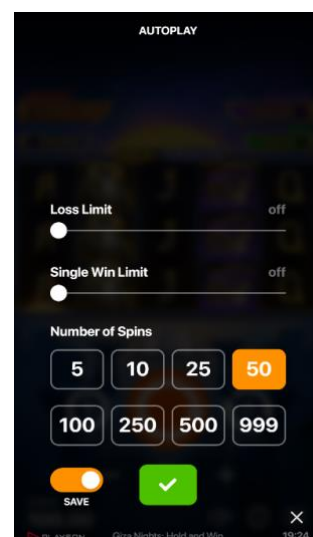 AUTOPLAY
Loss Limit off
Single Win Limit off
Number of Spins
5 10 25 50
100 250 500 999
SAVE
PLAYSON Giza Nights: Hold and Win 19:24